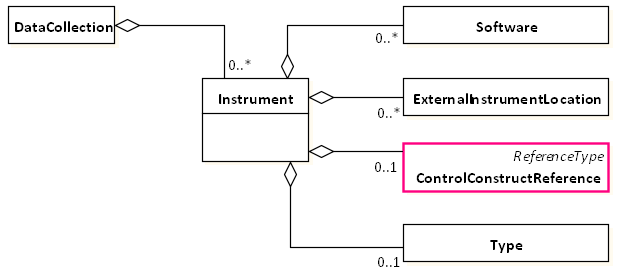 DataCollection
Software
0..*
0..*
Instrument
ExternalInstrumentLocation
0..*
ReferenceType
0..1
ControlConstructReference
Type
0..1